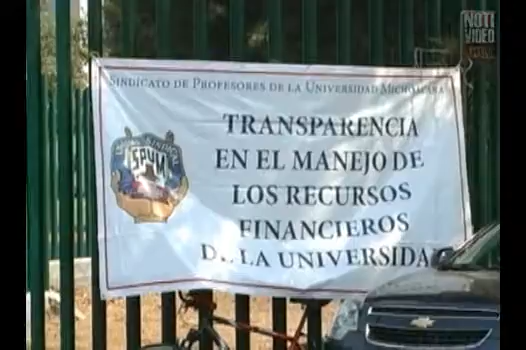 NOTI
VIDEO
SINDICATO DE PROFESORES DE LA UNIVERSIDAD MICHOACANA
TRANSPARENCIA
EN EL MANEJO DE
LOS RECURSOS
FINANCIEROS
DE LA UNIVERSIDA
SPUM